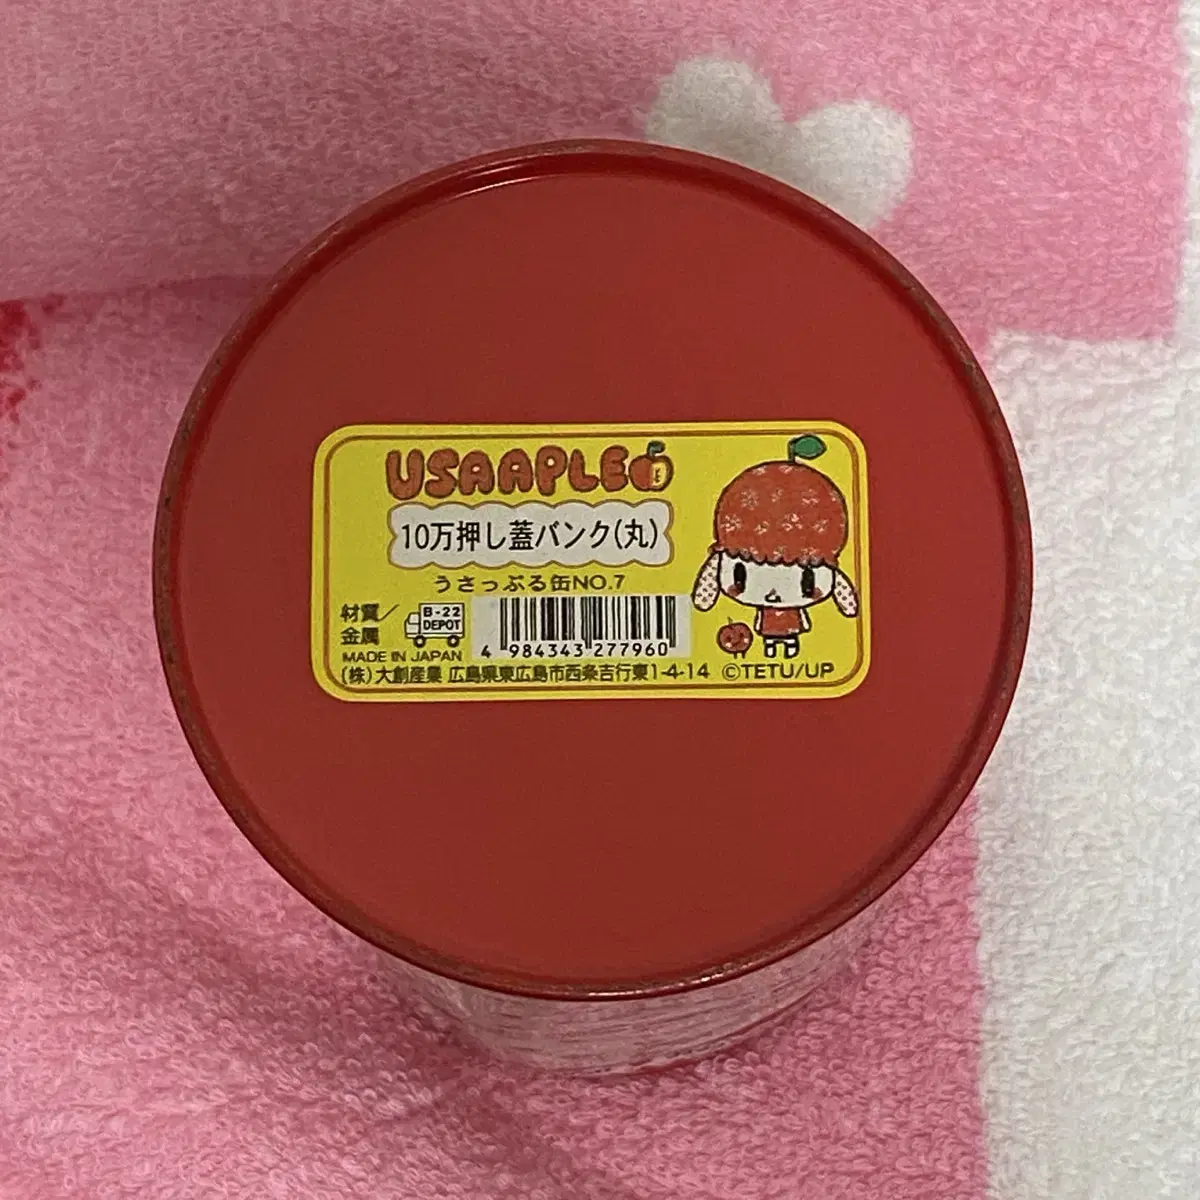 USAAPLE
10万押し蓋バンク(丸)
うさっぷる缶NO.7
材質／
金属
B-22
DEPOT
4 984343 277960
MADE IN JAPAN
(株)大創産業 広島県東広島市西条吉行東1-4-14 ©TETU/UP